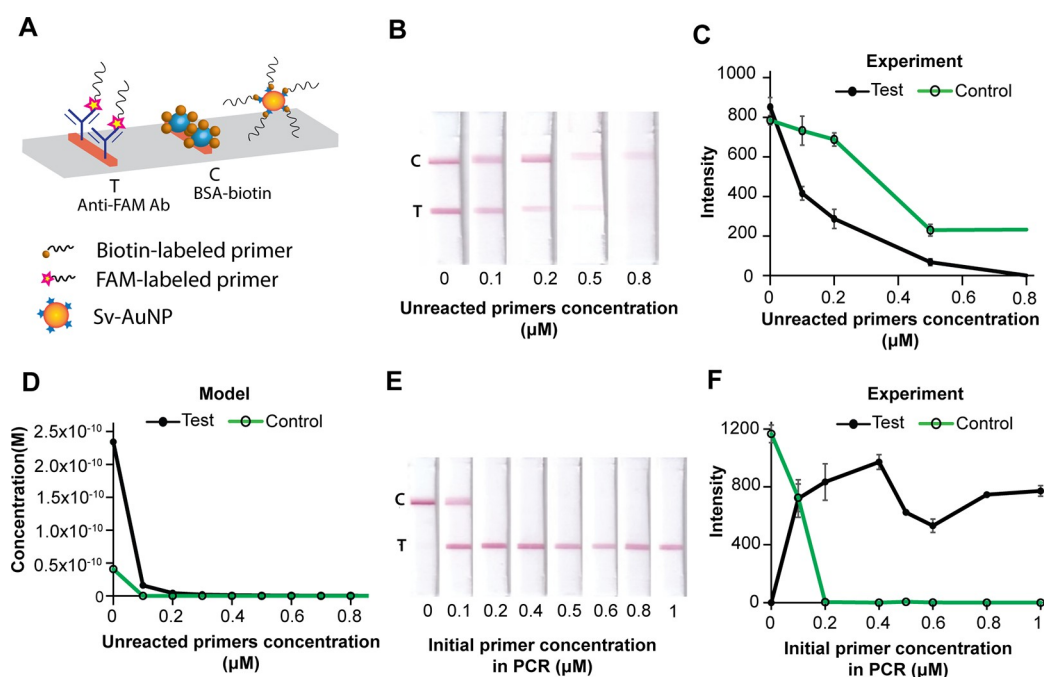 A
T
Anti-FAM Ab
C
BSA-biotin
Biotin-labeled primer
FAM-labeled primer
Sv-AuNP
B
C
T
0 0.1 0.2 0.5 0.8
Unreacted primers concentration
(µM)
C
Experiment
Test Control
Intensity
1000
800
600
400
200
0
0 0.2 0.4 0.6 0.8
Unreacted primers concentration
(µM)
D
Model
Test Control
Concentration(M)
2.5x10-10
2.0x10-10
1.5x10-10
1.0x10-10
0.5x10-10
0
0 0.2 0.4 0.6 0.8
Unreacted primers concentration
(µM)
E
C
T
0 0.1 0.2 0.4 0.5 0.6 0.8 1
Initial primer concentration
in PCR (µM)
F
Experiment
Test Control
Intensity
1200
800
400
0
0 0.2 0.4 0.6 0.8 1
Initial primer concentration
in PCR (µM)